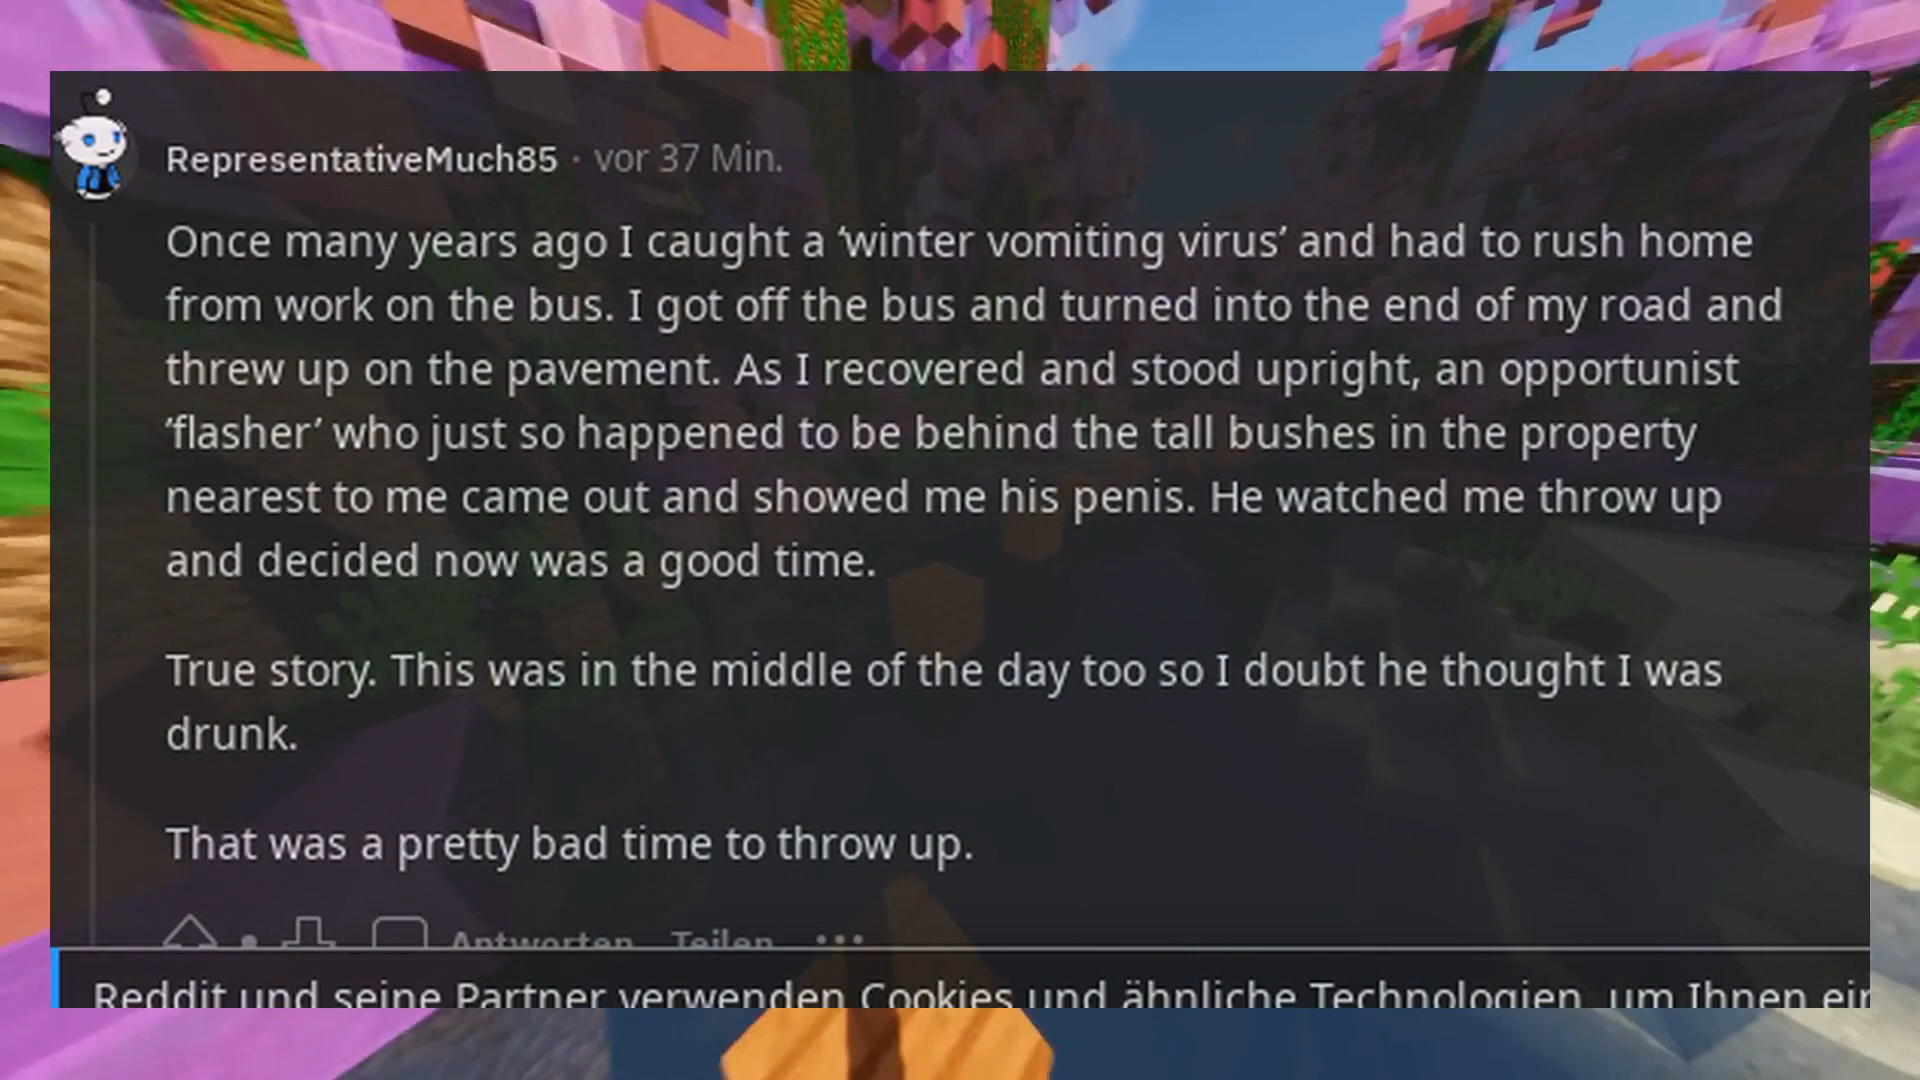 RepresentativeMuch85 · vor 37 Min.
Once many years ago I caught a ‘winter vomiting virus’ and had to rush home
from work on the bus. I got off the bus and turned into the end of my road and
threw up on the pavement. As I recovered and stood upright, an opportunist
‘flasher’ who just so happened to be behind the tall bushes in the property
nearest to me came out and showed me his penis. He watched me throw up
and decided now was a good time.
True story. This was in the middle of the day too so I doubt he thought I was
drunk.
That was a pretty bad time to throw up.
Antworten Teilen •••
Reddit und seine Partner verwenden Cookies und ähnliche Technologien, um Ihnen ein